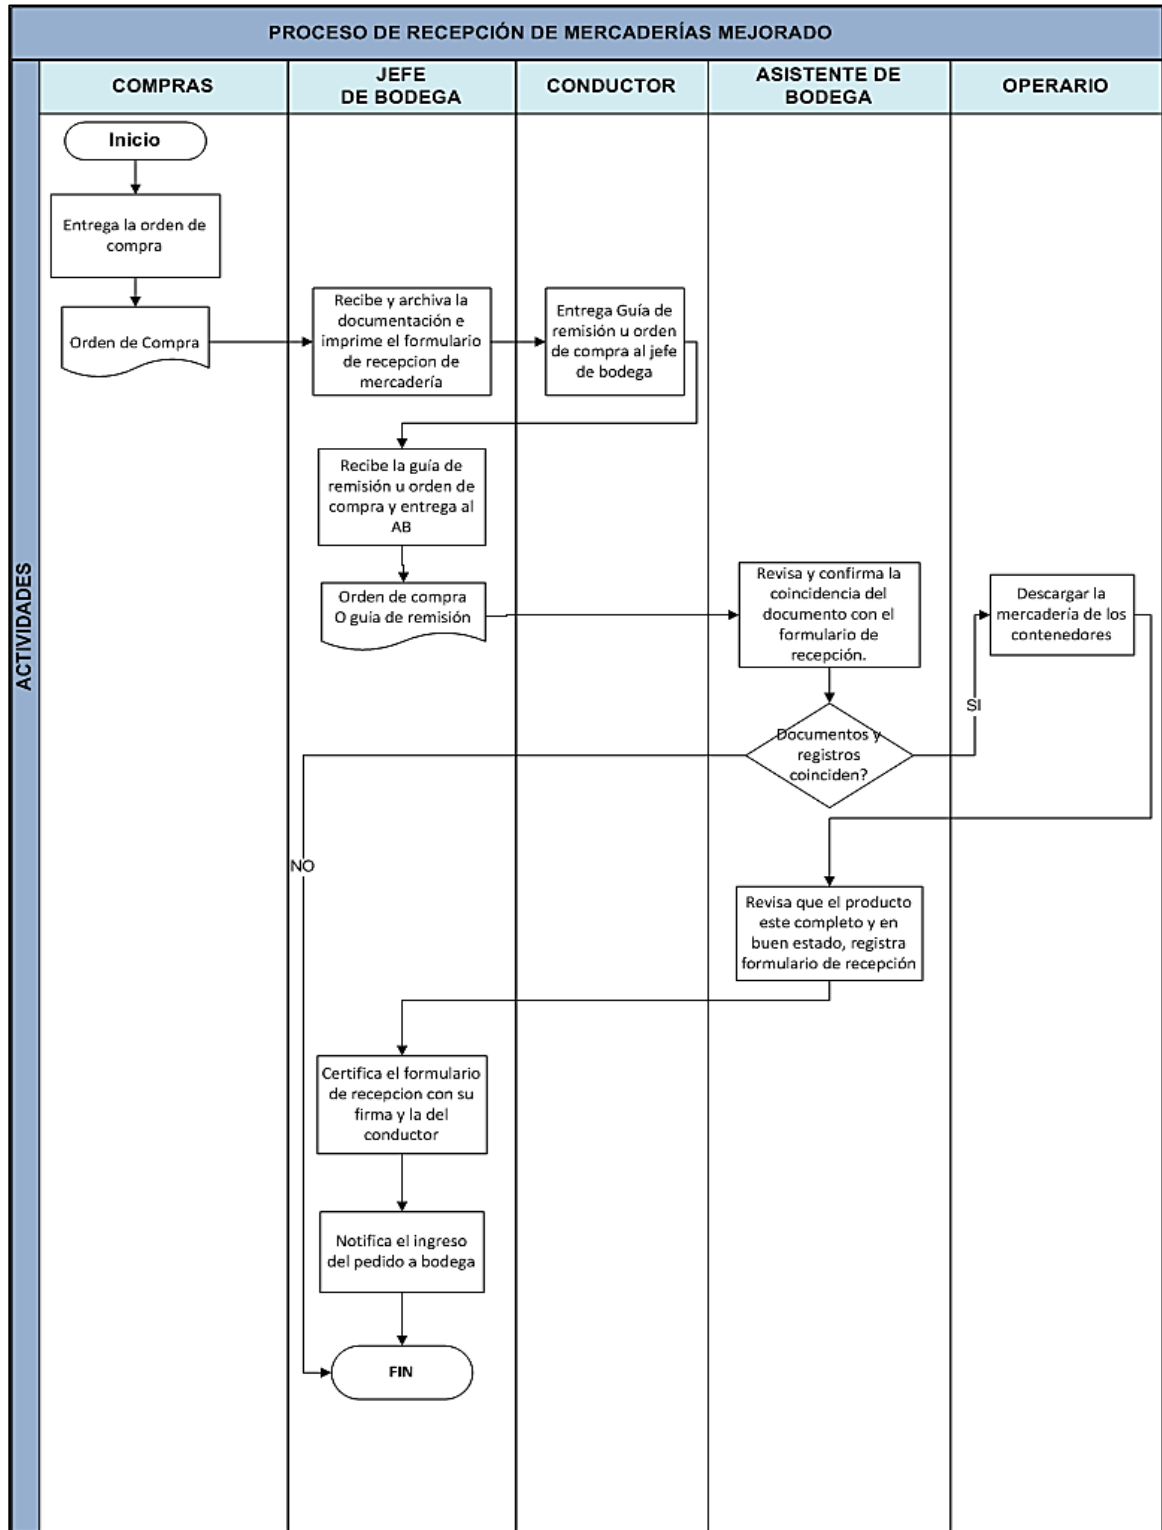 PROCESO DE RECEPCIÓN DE MERCADERÍAS MEJORADO
COMPRAS
JEFE
DE BODEGA
CONDUCTOR
ASISTENTE DE
BODEGA
OPERARIO
ACTIVIDADES
Inicio
Entrega la orden de
compra
Orden de Compra
Recibe y archiva la
documentación e
imprime el formulario
de recepcion de
mercadería
Entrega Guía de
remisión u orden
de compra al jefe
de bodega
Recibe la guía de
remisión u orden de
compra y entrega al
AB
Orden de compra
O guia de remisión
Revisa y confirma la
coincidencia del
documento con el
formulario de
recepción.
Descargar la
mercadería de los
contenedores
SI
Documentos y
registros
coinciden?
NO
Revisa que el producto
este completo y en
buen estado, registra
formulario de recepción
Certifica el formulario
de recepcion con su
firma y la del
conductor
Notifica el ingreso
del pedido a bodega
FIN